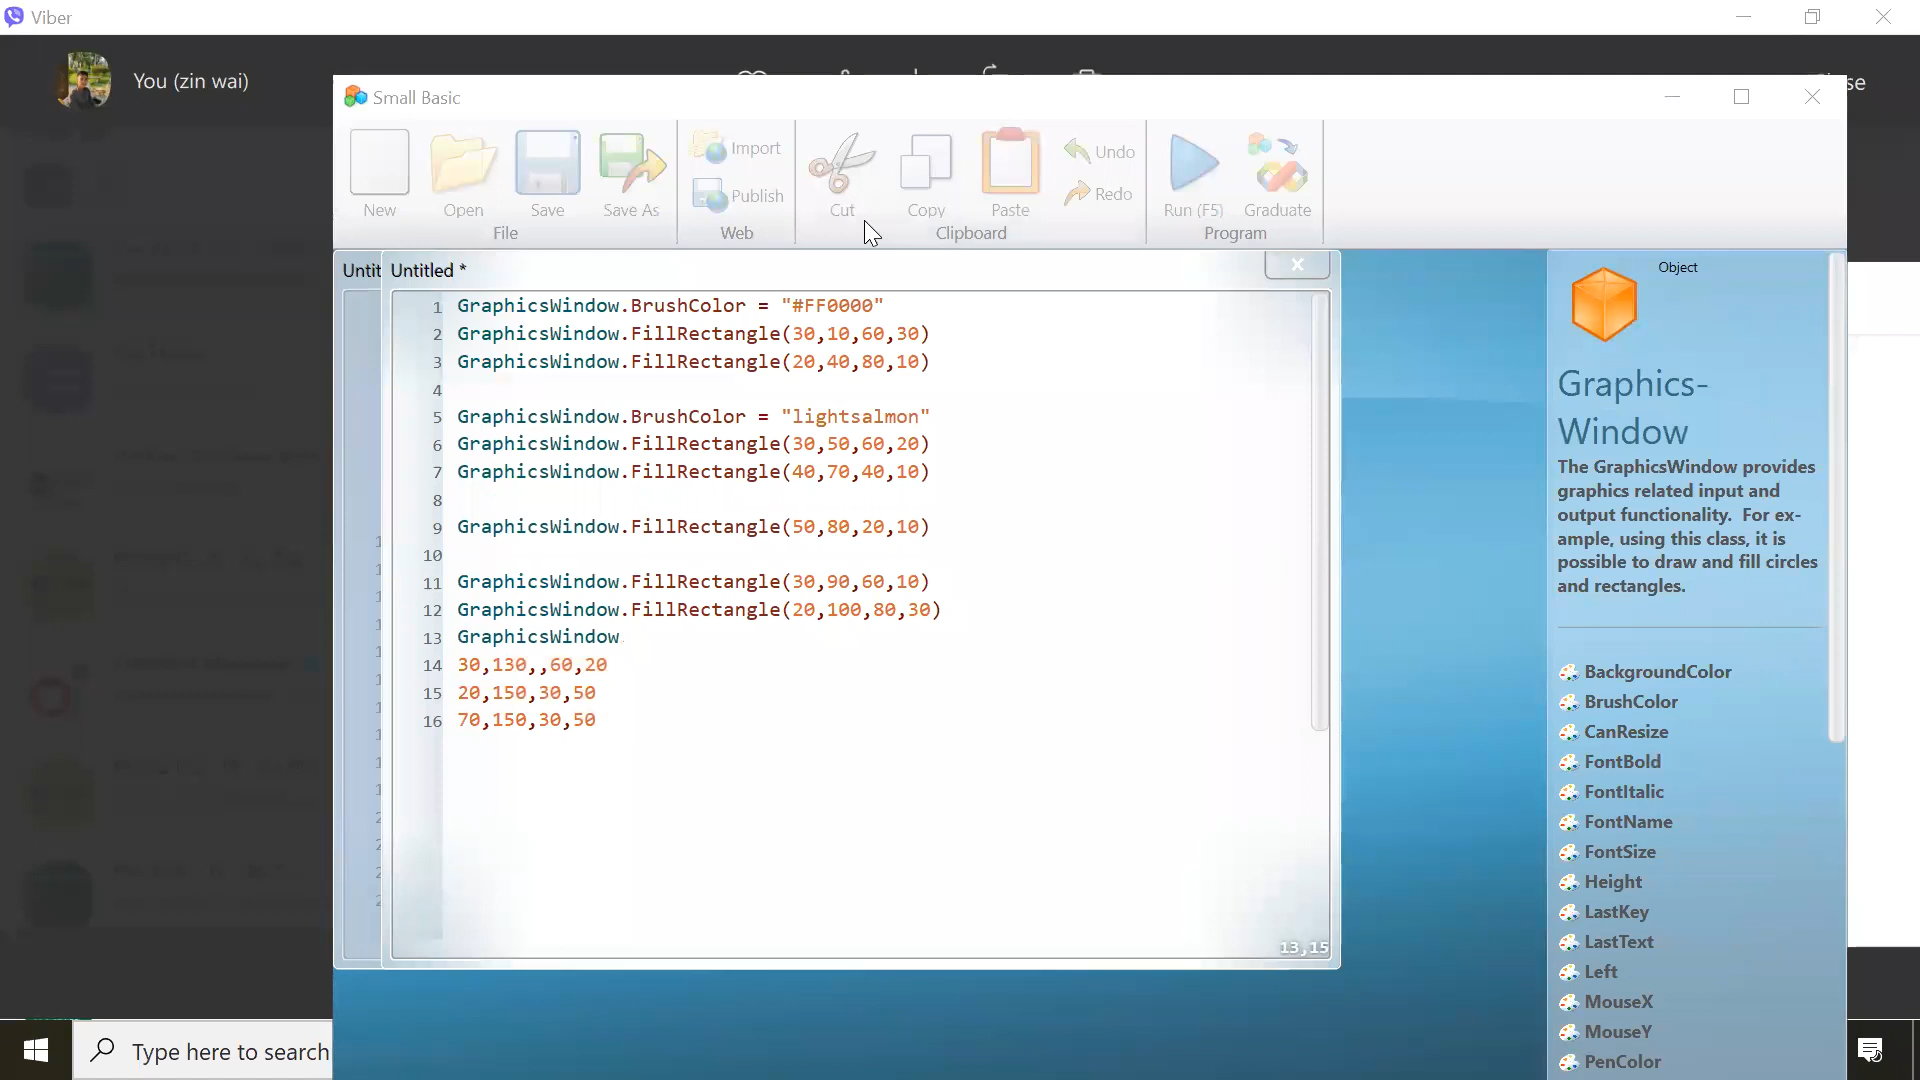 Viber
You (zin wai)
se
Small Basic
New
Open
Save
Save As
File
Import
Publish
Web
Cut
Copy
Paste
Undo
Redo
Clipboard
Run (F5)
Graduate
Program
Untit
Untitled *
1 GraphicsWindow.BrushColor = "#FF0000"
2 GraphicsWindow.FillRectangle(30,10,60,30)
3 GraphicsWindow.FillRectangle(20,40,80,10)
4
5 GraphicsWindow.BrushColor = "lightsalmon"
6 GraphicsWindow.FillRectangle(30,50,60,20)
7 GraphicsWindow.FillRectangle(40,70,40,10)
8
9 GraphicsWindow.FillRectangle(50,80,20,10)
10
11 GraphicsWindow.FillRectangle(30,90,60,10)
12 GraphicsWindow.FillRectangle(20,100,80,30)
13 GraphicsWindow
14 30,130,,60,20
15 20,150,30,50
16 70,150,30,50
13,15
Object
Graphics-
Window
The GraphicsWindow provides
graphics related input and
output functionality. For ex-
ample, using this class, it is
possible to draw and fill circles
and rectangles.
BackgroundColor
BrushColor
CanResize
FontBold
FontItalic
FontName
FontSize
Height
LastKey
LastText
Left
MouseX
MouseY
PenColor
Type here to search